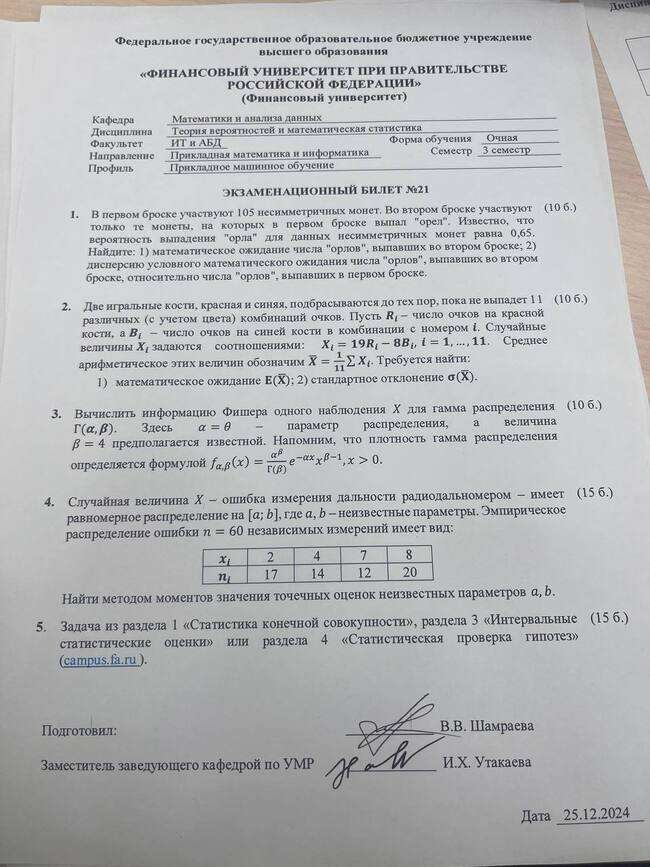 Дисципл
Федеральное государственное образовательное бюджетное учреждение
высшего образования
«ФИНАНСОВЫЙ УНИВЕРСИТЕТ ПРИ ПРАВИТЕЛЬСТВЕ
РОССИЙСКОЙ ФЕДЕРАЦИИ»
(Финансовый университет)
Кафедра Математики и анализа данных
Дисциплина Теория вероятностей и математическая статистика
Факультет ИТ и АБД Форма обучения Очная
Направление Прикладная математика и информатика Семестр 3 семестр
Профиль Прикладное машинное обучение
ЭКЗАМЕНАЦИОННЫЙ БИЛЕТ №21
1. В первом броске участвуют 105 несимметричных монет. Во втором броске участвуют (10 б.)
только те монеты, на которых в первом броске выпал "орел". Известно, что
вероятность выпадения "орла" для данных несимметричных монет равна 0,65.
Найдите: 1) математическое ожидание числа "орлов", выпавших во втором броске; 2)
дисперсию условного математического ожидания числа "орлов", выпавших во втором
броске, относительно числа "орлов", выпавших в первом броске.
2. Две игральные кости, красная и синяя, подбрасываются до тех пор, пока не выпадет 11 (10 б.)
различных (с учетом цвета) комбинаций очков. Пусть R_i – число очков на красной
кости, а B_i – число очков на синей кости в комбинации с номером i. Случайные
величины X_i задаются соотношениями: X_i = 19R_i − 8B_i, i = 1, ..., 11. Среднее
арифметическое этих величин обозначим X̅ = 1/11 ∑ X_i. Требуется найти:
1) математическое ожидание E(X̅); 2) стандартное отклонение σ(X̅).
3. Вычислить информацию Фишера одного наблюдения X для гамма распределения (10 б.)
Γ(α, β). Здесь α = θ – параметр распределения, а величина
β = 4 предполагается известной. Напомним, что плотность гамма распределения
определяется формулой f_{α,β}(x) = α^β/Γ(β) e^{−αx} x^{β−1}, x > 0.
4. Случайная величина X – ошибка измерения дальности радиодальномером – имеет (15 б.)
равномерное распределение на [a; b], где a, b – неизвестные параметры. Эмпирическое
распределение ошибки n = 60 независимых измерений имеет вид:
x_i 2 4 7 8
n_i 17 14 12 20
Найти методом моментов значения точечных оценок неизвестных параметров a, b.
5. Задача из раздела 1 «Статистика конечной совокупности», раздела 3 «Интервальные (15 б.)
статистические оценки» или раздела 4 «Статистическая проверка гипотез»
(campus.fa.ru ).
Подготовил: В.В. Шамраева
Заместитель заведующего кафедрой по УМР И.Х. Утакаева
Дата 25.12.2024